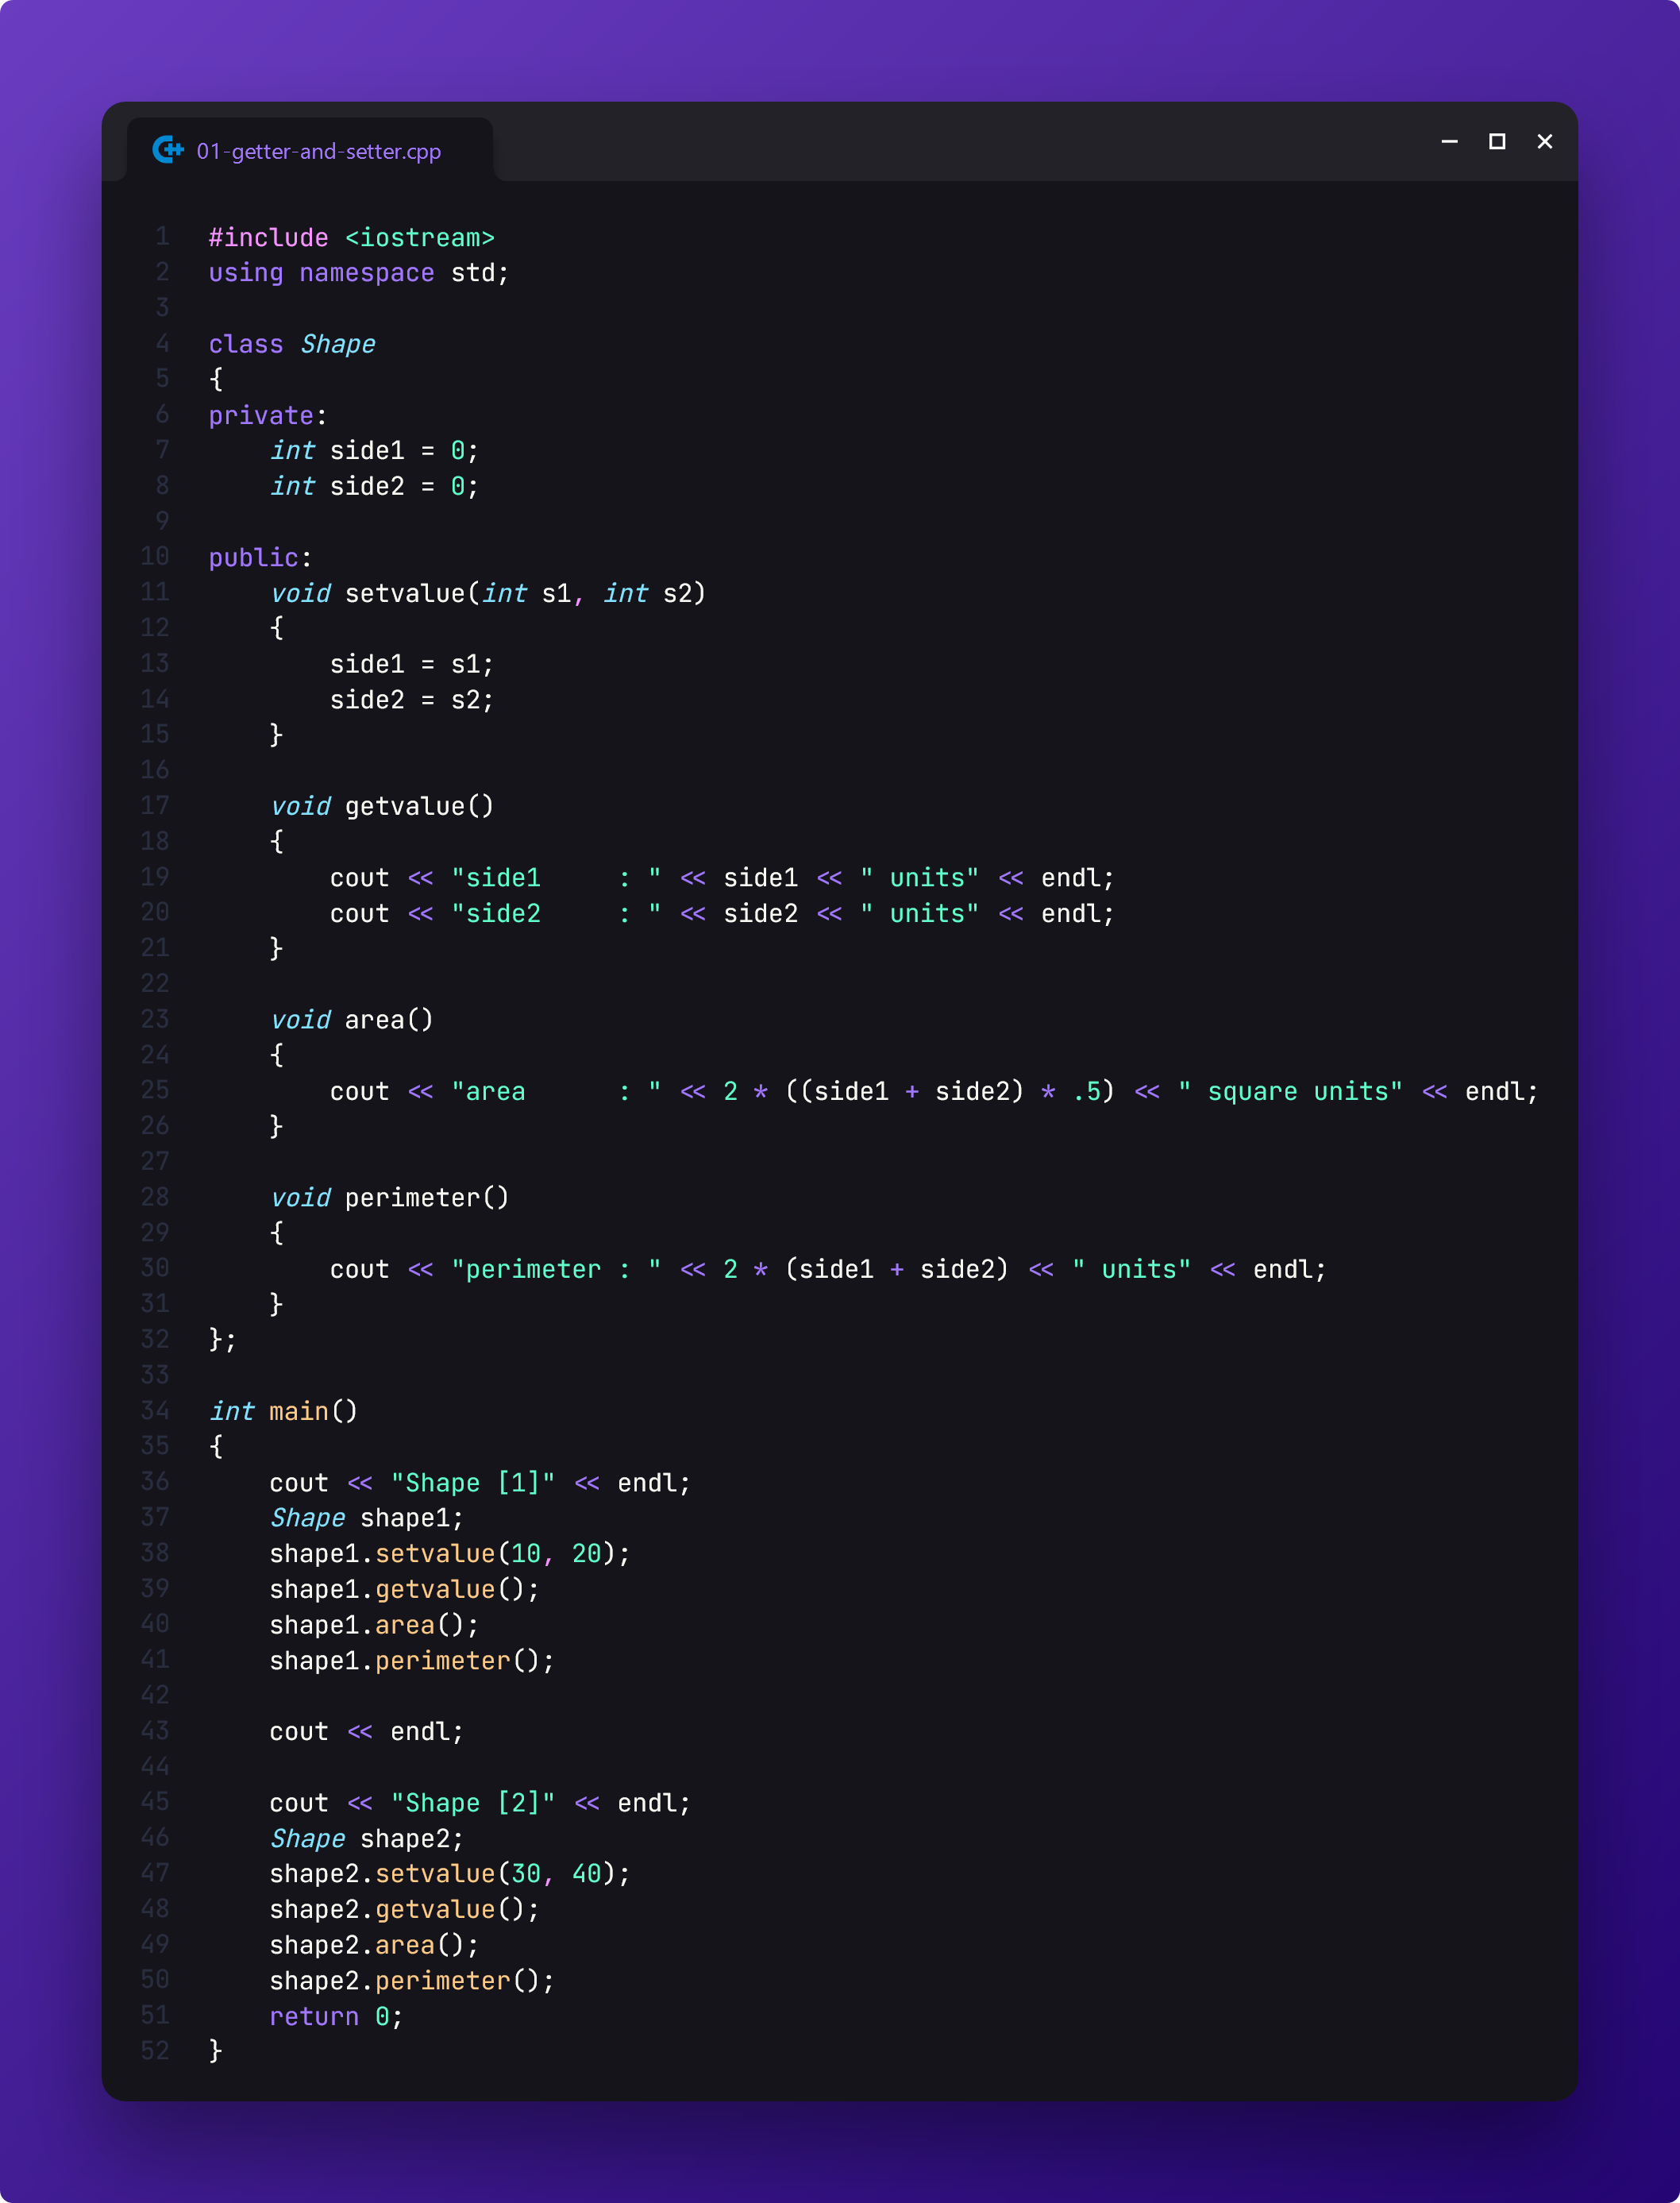 01-getter-and-setter.cpp
1 #include <iostream>
2 using namespace std;
3
4 class Shape
5 {
6 private:
7     int side1 = 0;
8     int side2 = 0;
9
10 public:
11     void setvalue(int s1, int s2)
12     {
13         side1 = s1;
14         side2 = s2;
15     }
16
17     void getvalue()
18     {
19         cout << "side1     : " << side1 << " units" << endl;
20         cout << "side2     : " << side2 << " units" << endl;
21     }
22
23     void area()
24     {
25         cout << "area      : " << 2 * ((side1 + side2) * .5) << " square units" << endl;
26     }
27
28     void perimeter()
29     {
30         cout << "perimeter : " << 2 * (side1 + side2) << " units" << endl;
31     }
32 };
33
34 int main()
35 {
36     cout << "Shape [1]" << endl;
37     Shape shape1;
38     shape1.setvalue(10, 20);
39     shape1.getvalue();
40     shape1.area();
41     shape1.perimeter();
42
43     cout << endl;
44
45     cout << "Shape [2]" << endl;
46     Shape shape2;
47     shape2.setvalue(30, 40);
48     shape2.getvalue();
49     shape2.area();
50     shape2.perimeter();
51     return 0;
52 }